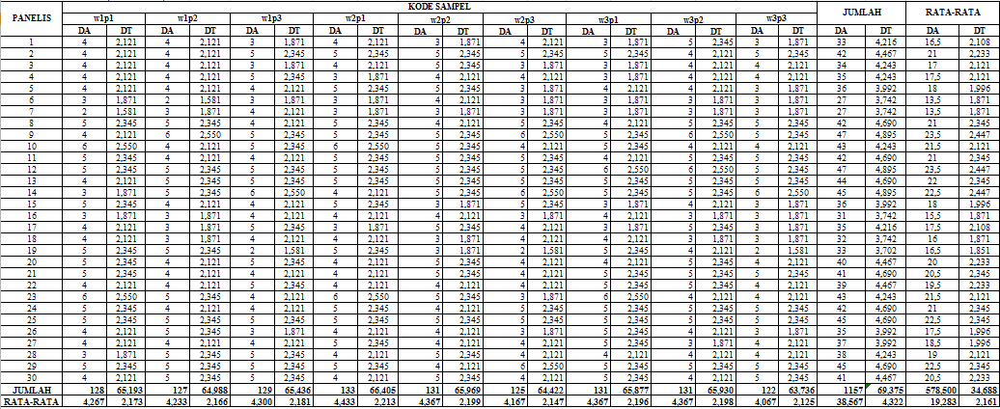 KODE SAMPEL
PANELIS w1p1 w1p2 w1p3 w2p1 w2p2 w2p3 w3p1 w3p2 w3p3 JUMLAH RATA-RATA
DA DT DA DT DA DT DA DT DA DT DA DT DA DT DA DT DA DT DA DT DA DT
1 4 2,121 4 2,121 3 1,871 4 2,121 3 1,871 4 2,121 3 1,871 5 2,345 3 1,871 33 4,216 16,5 2,108
2 4 2,121 4 2,121 5 2,345 5 2,345 5 2,345 5 2,345 5 2,345 4 2,121 5 2,345 42 4,467 21 2,233
3 4 2,121 4 2,121 3 1,871 4 2,121 5 2,345 3 1,871 3 1,871 4 2,121 4 2,121 34 4,243 17 2,121
4 4 2,121 4 2,121 5 2,345 3 1,871 4 2,121 4 2,121 3 1,871 4 2,121 4 2,121 35 4,243 17,5 2,121
5 4 2,121 4 2,121 4 2,121 5 2,345 5 2,345 3 1,871 4 2,121 4 2,121 3 1,871 36 3,992 18 1,996
6 3 1,871 2 1,581 3 1,871 3 1,871 4 2,121 3 1,871 3 1,871 3 1,871 3 1,871 27 3,742 13,5 1,871
7 2 1,581 3 1,871 4 2,121 3 1,871 3 1,871 3 1,871 3 1,871 3 1,871 3 1,871 27 3,742 13,5 1,871
8 5 2,345 5 2,345 4 2,121 5 2,345 4 2,121 5 2,345 4 2,121 5 2,345 5 2,345 42 4,690 21 2,345
9 4 2,121 6 2,550 5 2,345 5 2,345 5 2,345 6 2,550 5 2,345 6 2,550 5 2,345 47 4,895 23,5 2,447
10 6 2,550 4 2,121 5 2,345 6 2,550 5 2,345 4 2,121 5 2,345 4 2,121 4 2,121 43 4,243 21,5 2,121
11 5 2,345 4 2,121 4 2,121 5 2,345 5 2,345 5 2,345 4 2,121 5 2,345 5 2,345 42 4,690 21 2,345
12 5 2,345 5 2,345 5 2,345 5 2,345 5 2,345 5 2,345 6 2,550 6 2,550 5 2,345 47 4,895 23,5 2,447
13 4 2,121 5 2,345 5 2,345 5 2,345 5 2,345 5 2,345 5 2,345 5 2,345 5 2,345 44 4,690 22 2,345
14 3 1,871 5 2,345 6 2,550 4 2,121 5 2,345 6 2,550 5 2,345 5 2,345 6 2,550 45 4,895 22,5 2,447
15 5 2,345 4 2,121 4 2,121 5 2,345 3 1,871 5 2,345 3 1,871 4 2,121 3 1,871 36 3,992 18 1,996
16 3 1,871 3 1,871 4 2,121 4 2,121 4 2,121 3 1,871 4 2,121 3 1,871 3 1,871 31 3,742 15,5 1,871
17 4 2,121 3 1,871 5 2,345 3 1,871 5 2,345 4 2,121 3 1,871 5 2,345 3 1,871 35 4,216 17,5 2,108
18 4 2,121 3 1,871 4 2,121 4 2,121 3 1,871 4 2,121 4 2,121 3 1,871 3 1,871 32 3,742 16 1,871
19 5 2,345 5 2,345 2 1,581 5 2,345 3 1,871 2 1,581 5 2,345 4 2,121 2 1,581 33 3,702 16,5 1,851
20 5 2,345 4 2,121 5 2,345 4 2,121 4 2,121 4 2,121 5 2,345 5 2,345 4 2,121 40 4,467 20 2,233
21 5 2,345 4 2,121 5 2,345 4 2,121 4 2,121 4 2,121 5 2,345 5 2,345 5 2,345 41 4,690 20,5 2,345
22 4 2,121 4 2,121 5 2,345 4 2,121 4 2,121 4 2,121 5 2,345 5 2,345 4 2,121 39 4,467 19,5 2,233
23 6 2,550 5 2,345 4 2,121 6 2,550 5 2,345 3 1,871 6 2,550 4 2,121 4 2,121 43 4,243 21,5 2,121
24 5 2,345 4 2,121 4 2,121 5 2,345 4 2,121 5 2,345 5 2,345 5 2,345 5 2,345 42 4,690 21 2,345
25 5 2,345 5 2,345 5 2,345 5 2,345 5 2,345 5 2,345 5 2,345 5 2,345 5 2,345 45 4,690 22,5 2,345
26 4 2,121 5 2,345 3 1,871 4 2,121 4 2,121 3 1,871 5 2,345 4 2,121 3 1,871 35 3,992 17,5 1,996
27 4 2,121 4 2,121 4 2,121 5 2,345 4 2,121 4 2,121 5 2,345 3 1,871 4 2,121 37 3,992 18,5 1,996
28 3 1,871 5 2,345 5 2,345 5 2,345 4 2,121 4 2,121 4 2,121 4 2,121 4 2,121 38 4,243 19 2,121
29 5 2,345 5 2,345 5 2,345 5 2,345 4 2,121 6 2,550 5 2,345 5 2,345 5 2,345 45 4,690 22,5 2,345
30 4 2,121 5 2,345 5 2,345 4 2,121 5 2,345 4 2,121 5 2,345 4 2,121 5 2,345 41 4,467 20,5 2,233
JUMLAH 128 65,193 127 64,988 129 65,436 133 66,405 131 65,969 125 64,422 131 65,877 131 65,930 122 63,736 1157 69,375 578,500 34,688
RATA-RATA 4,267 2,173 4,233 2,166 4,300 2,181 4,433 2,213 4,367 2,199 4,167 2,147 4,367 2,196 4,367 2,198 4,067 2,125 38,567 4,322 19,283 2,161